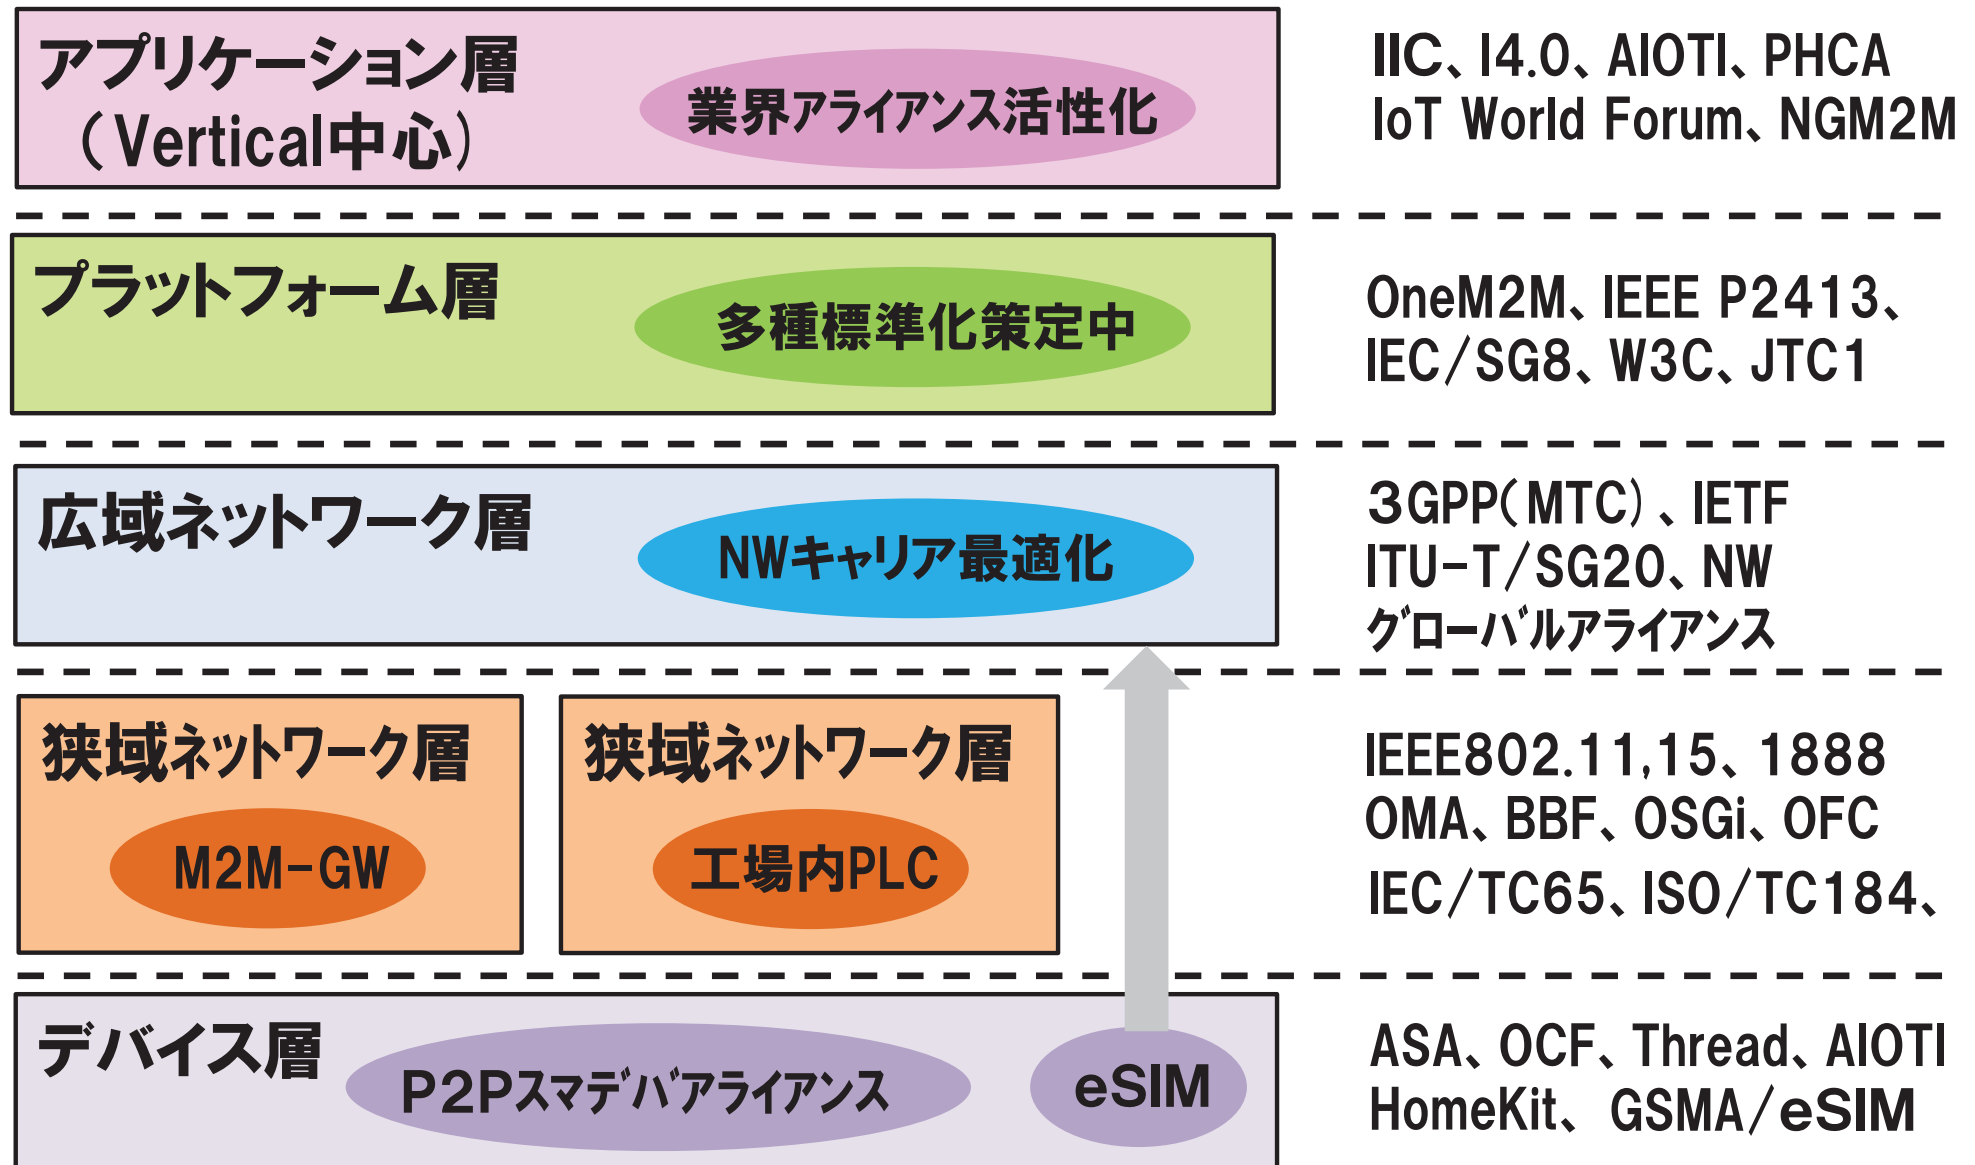 アプリケーション層
（Vertical中心）
業界アライアンス活性化
IIC、I4.0、AIOTI、PHCA
IoT World Forum、NGM2M
プラットフォーム層
多種標準化策定中
OneM2M、IEEE P2413、
IEC/SG8、W3C、JTC1
広域ネットワーク層
NWキャリア最適化
3GPP(MTC)、IETF
ITU-T/SG20、NW
グローバルアライアンス
狭域ネットワーク層
M2M-GW
狭域ネットワーク層
工場内PLC
IEEE802.11,15、1888
OMA、BBF、OSGi、OFC
IEC/TC65、ISO/TC184、
デバイス層
P2Pスマデバアライアンス
eSIM
ASA、OCF、Thread、AIOTI
HomeKit、GSMA/eSIM